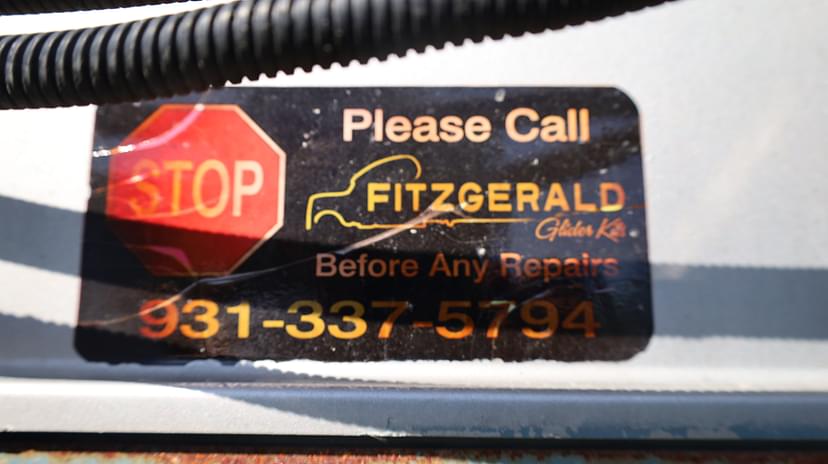 STOP
Please Call
FITZGERALD
Glider Kits
Before Any Repairs
931-337-5794